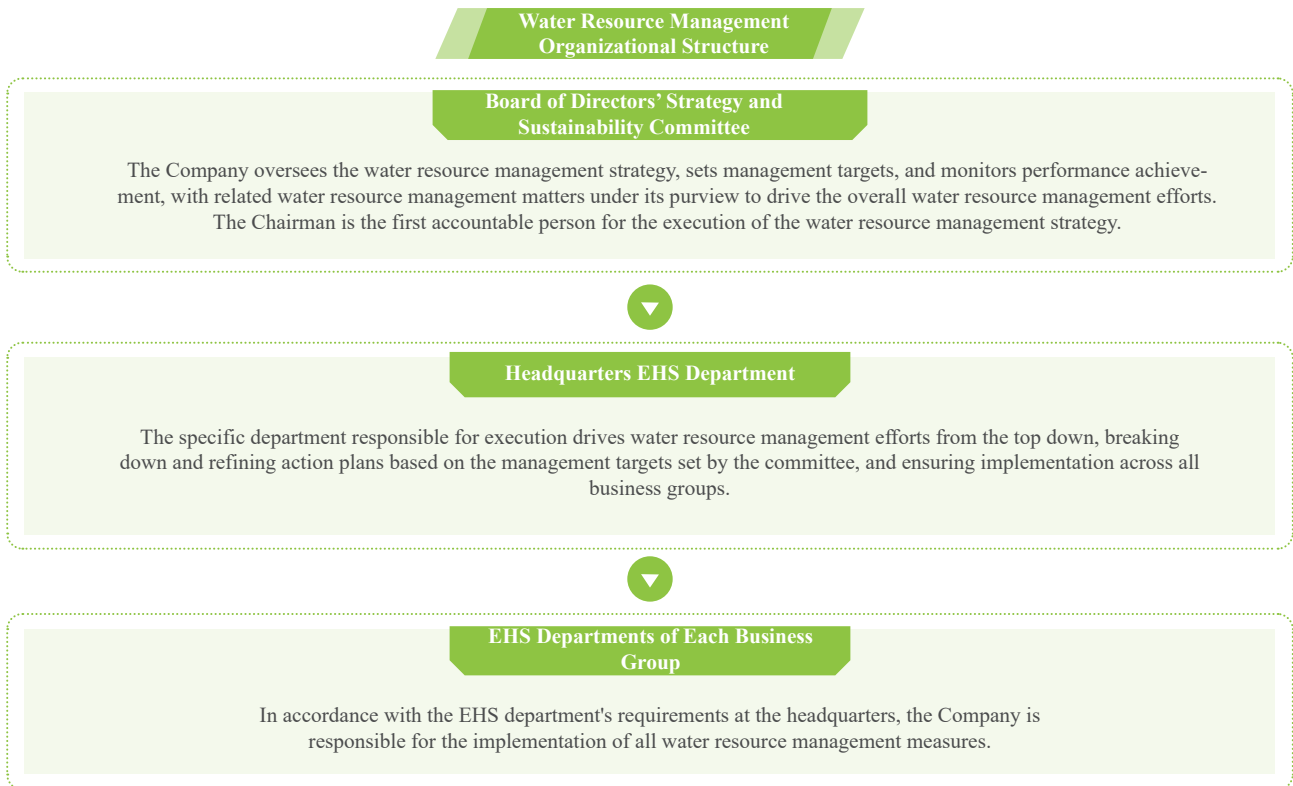 Water Resource Management
Organizational Structure
Board of Directors’ Strategy and
Sustainability Committee
The Company oversees the water resource management strategy, sets management targets, and monitors performance achieve-
ment, with related water resource management matters under its purview to drive the overall water resource management efforts.
The Chairman is the first accountable person for the execution of the water resource management strategy.
Headquarters EHS Department
The specific department responsible for execution drives water resource management efforts from the top down, breaking
down and refining action plans based on the management targets set by the committee, and ensuring implementation across all
business groups.
EHS Departments of Each Business
Group
In accordance with the EHS department's requirements at the headquarters, the Company is
responsible for the implementation of all water resource management measures.